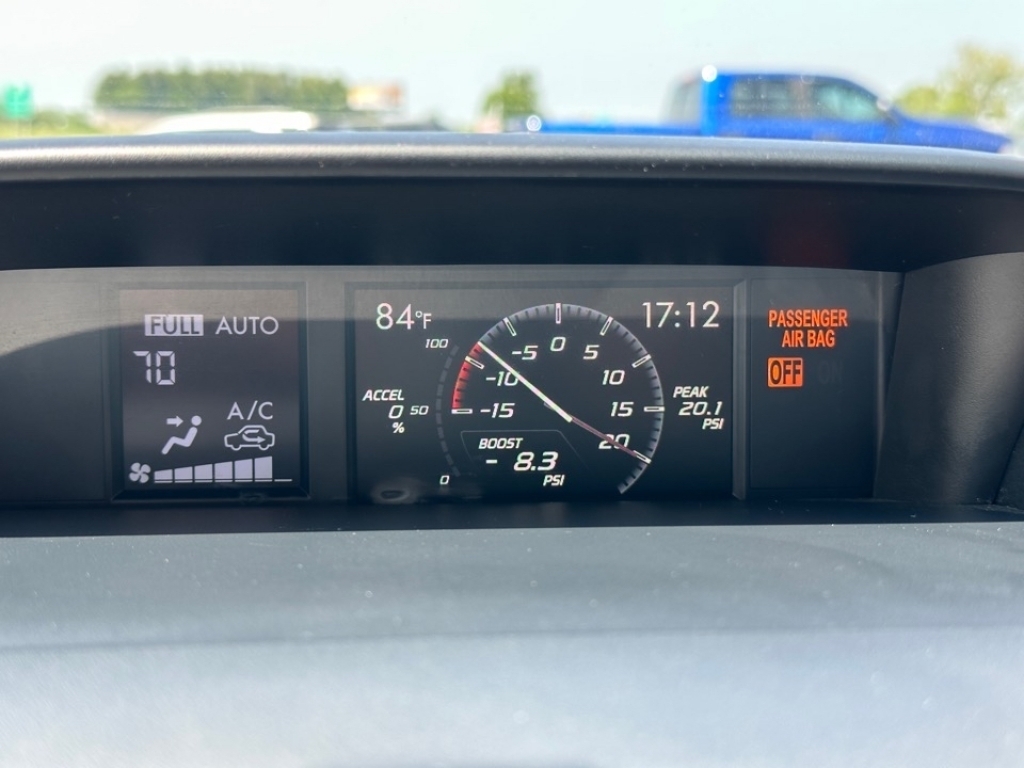 FULL AUTO
70
A/C
84°F
17:12
100
50
0
ACCEL
0
%
-15
-10
-5
0
5
10
15
20
BOOST
- 8.3
PSI
PEAK
20.1
PSI
PASSENGER
AIR BAG
OFF